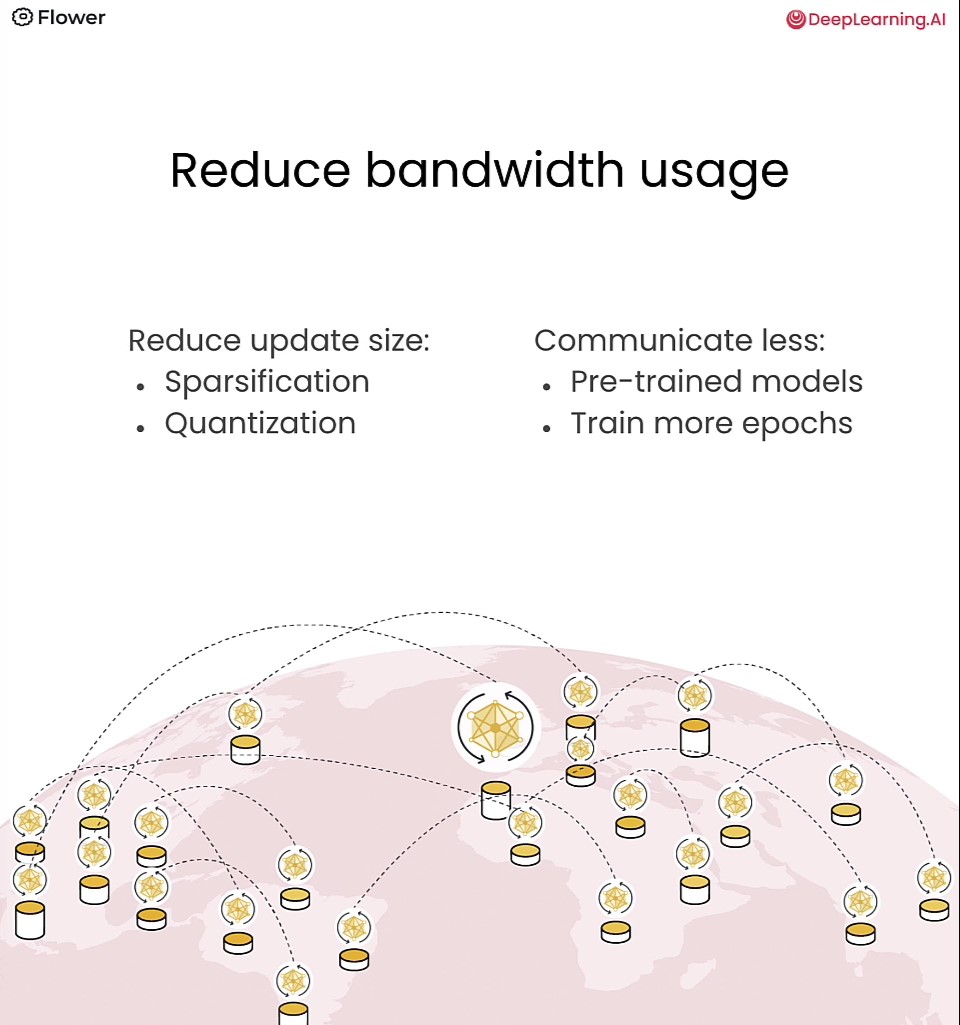 Flower
DeepLearning.AI
Reduce bandwidth usage
Reduce update size:
• Sparsification
• Quantization
Communicate less:
• Pre-trained models
• Train more epochs